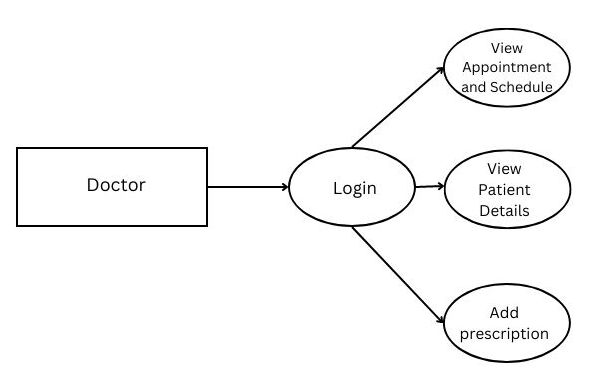 Doctor
Login
View
Appointment
and Schedule
View
Patient
Details
Add
prescription